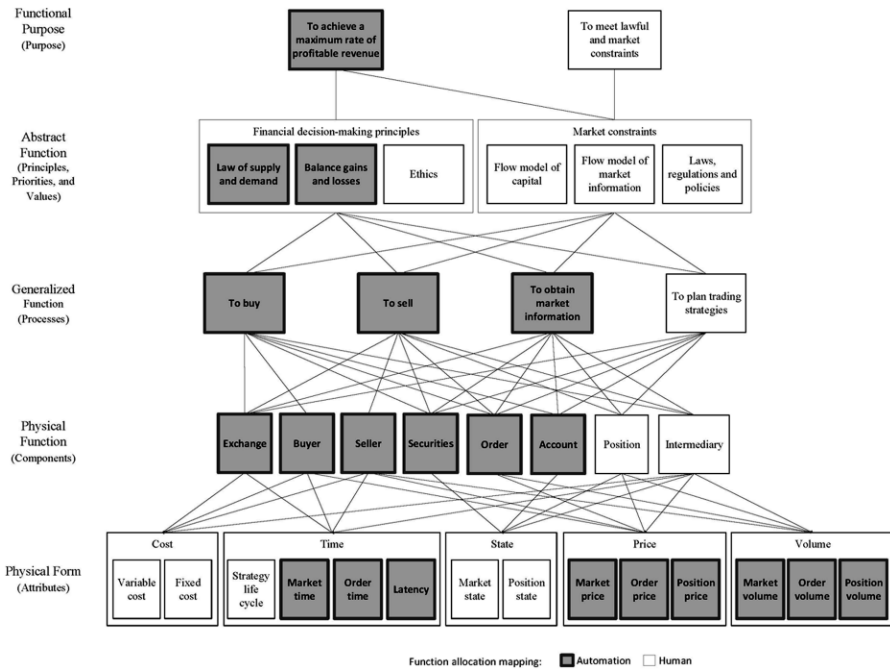 Functional
Purpose
(Purpose)
To achieve a
maximum rate of
profitable revenue
To meet lawful
and market
constraints
Abstract
Function
(Principles,
Priorities, and
Values)
Financial decision-making principles
Law of supply
and demand
Balance gains
and losses
Ethics
Market constraints
Flow model of
capital
Flow model of
market
information
Laws,
regulations and
policies
Generalized
Function
(Processes)
To buy
To sell
To obtain
market
information
To plan trading
strategies
Physical
Function
(Components)
Exchange
Buyer
Seller
Securities
Order
Account
Position
Intermediary
Physical Form
(Attributes)
Cost
Variable
cost
Fixed
cost
Time
Strategy
life
cycle
Market
time
Order
time
Latency
State
Market
state
Position
state
Price
Market
price
Order
price
Position
price
Volume
Market
volume
Order
volume
Position
volume
Function allocation mapping: Automation Human